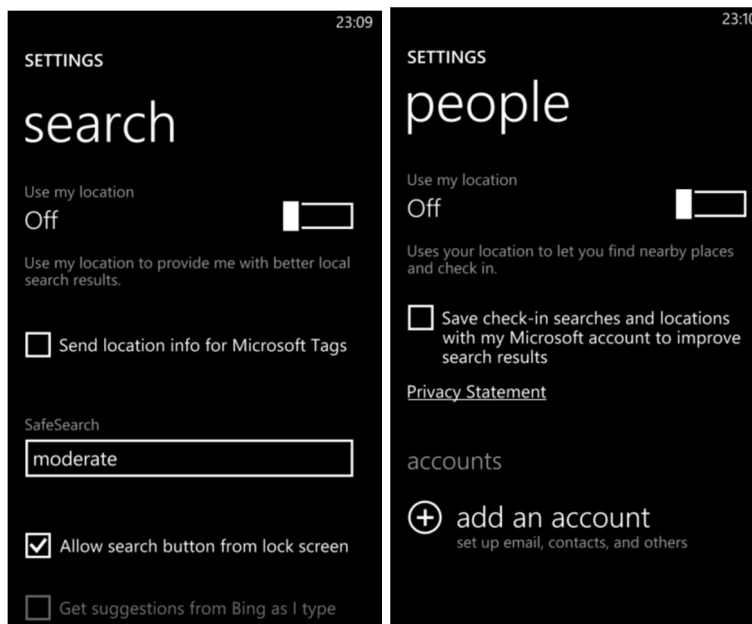 23:09
SETTINGS
search
Use my location
Off
Use my location to provide me with better local
search results.
Send location info for Microsoft Tags
SafeSearch
moderate
Allow search button from lock screen
Get suggestions from Bing as I type
23:10
SETTINGS
people
Use my location
Off
Uses your location to let you find nearby places
and check in.
Save check-in searches and locations
with my Microsoft account to improve
search results
Privacy Statement
accounts
add an account
set up email, contacts, and others